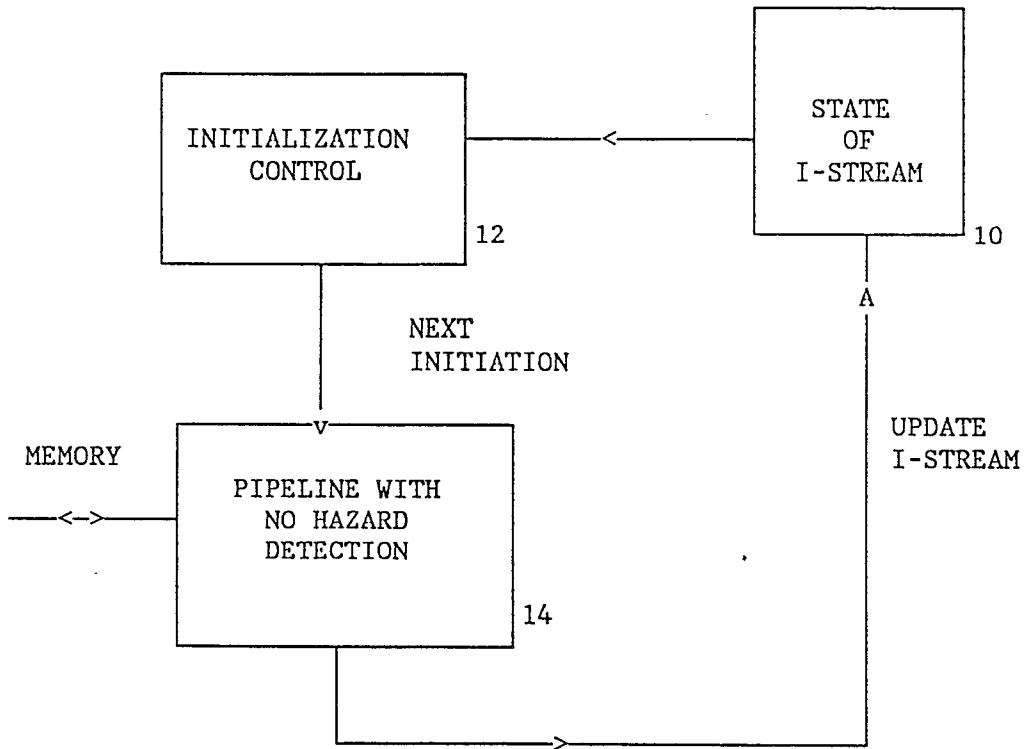 INITIALIZATION
CONTROL
12
STATE
OF
I-STREAM
10
A
NEXT
INITIATION
<
v
MEMORY
<->
PIPELINE WITH
NO HAZARD
DETECTION
14
UPDATE
I-STREAM
>